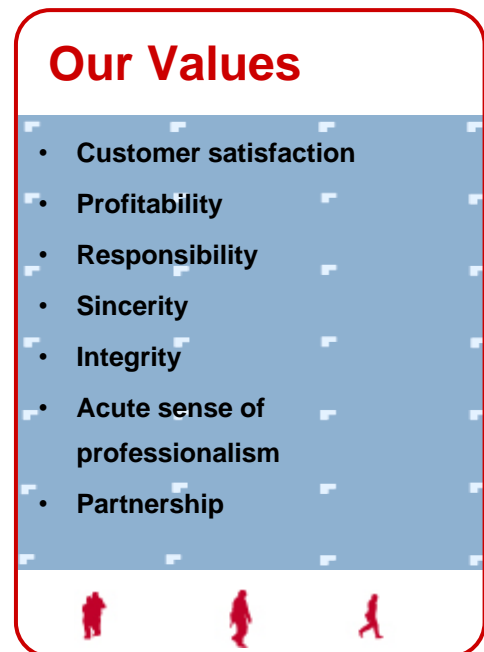 Our Values
• Customer satisfaction
• Profitability
• Responsibility
• Sincerity
• Integrity
• Acute sense of
professionalism
• Partnership